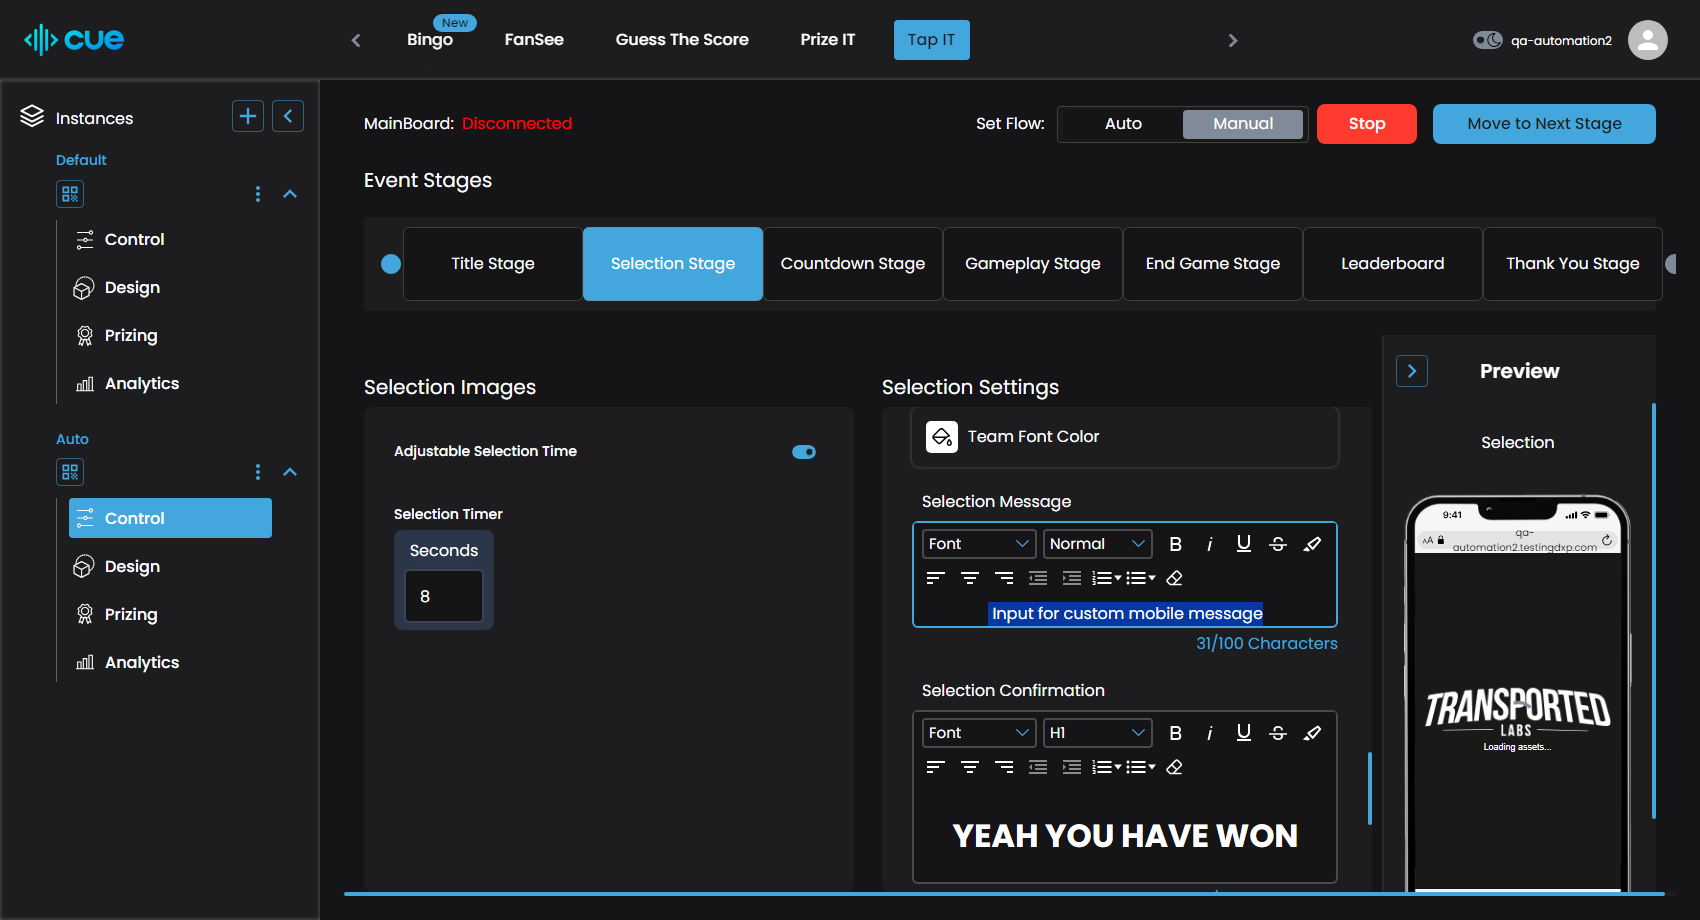 cue
New
Bingo
FanSee
Guess The Score
Prize IT
Tap IT
qa-automation2
Instances
Default
Control
Design
Prizing
Analytics
Auto
Control
Design
Prizing
Analytics
MainBoard: Disconnected
Set Flow:
Auto
Manual
Stop
Move to Next Stage
Event Stages
Title Stage
Selection Stage
Countdown Stage
Gameplay Stage
End Game Stage
Leaderboard
Thank You Stage
Selection Images
Adjustable Selection Time
Selection Timer
Seconds
8
Selection Settings
Team Font Color
Selection Message
Font
Normal
B i U S
Input for custom mobile message
31/100 Characters
Selection Confirmation
Font
H1
B i U S
YEAH YOU HAVE WON
Preview
Selection
9:41
AA
qa-
automation2.testingdxp.com
TRANSPORTED
LABS
Loading assets...